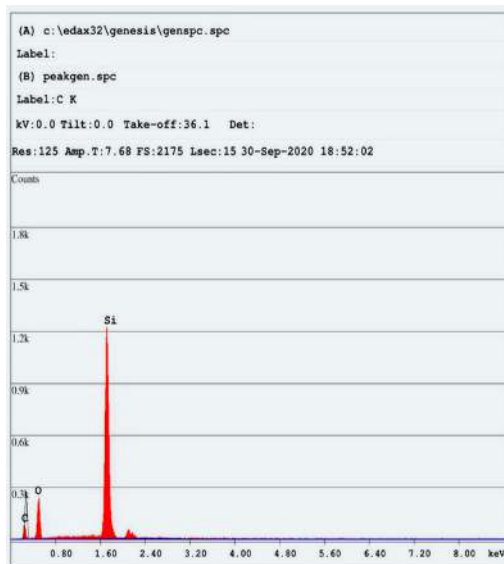 (A) c:\edax32\genesis\genspc.spc
Label:
(B) peakgen.spc
Label:C K
kV:0.0 Tilt:0.0 Take-off:36.1 Det:
Res:125 Amp.T:7.68 FS:2175 Lsec:15 30-Sep-2020 18:52:02
Counts
1.8k
1.5k
Si
1.2k
0.9k
0.6k
0.3k
O
C
0.80 1.60 2.40 3.20 4.00 4.80 5.60 6.40 7.20 8.00 keV